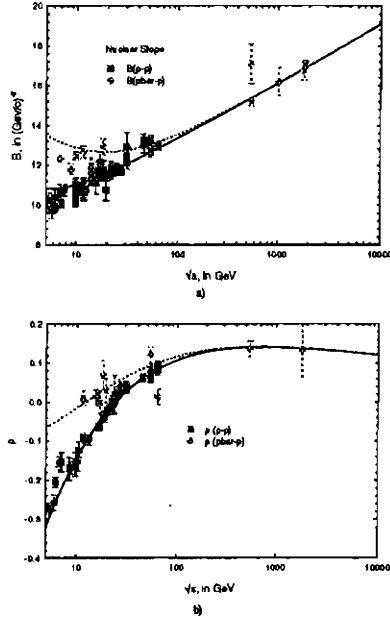 20
18
16
14
12
10
8
B, in (GeV/c)⁻²
Nuclear Slope
B(p-p)
B(pbar-p)
10 100 1000 10000
√s, in GeV
a)
0.2
0.1
-0.0
-0.1
-0.2
-0.3
-0.4
ρ
ρ (p-p)
ρ (pbar-p)
10 100 1000 10000
√s, in GeV
b)